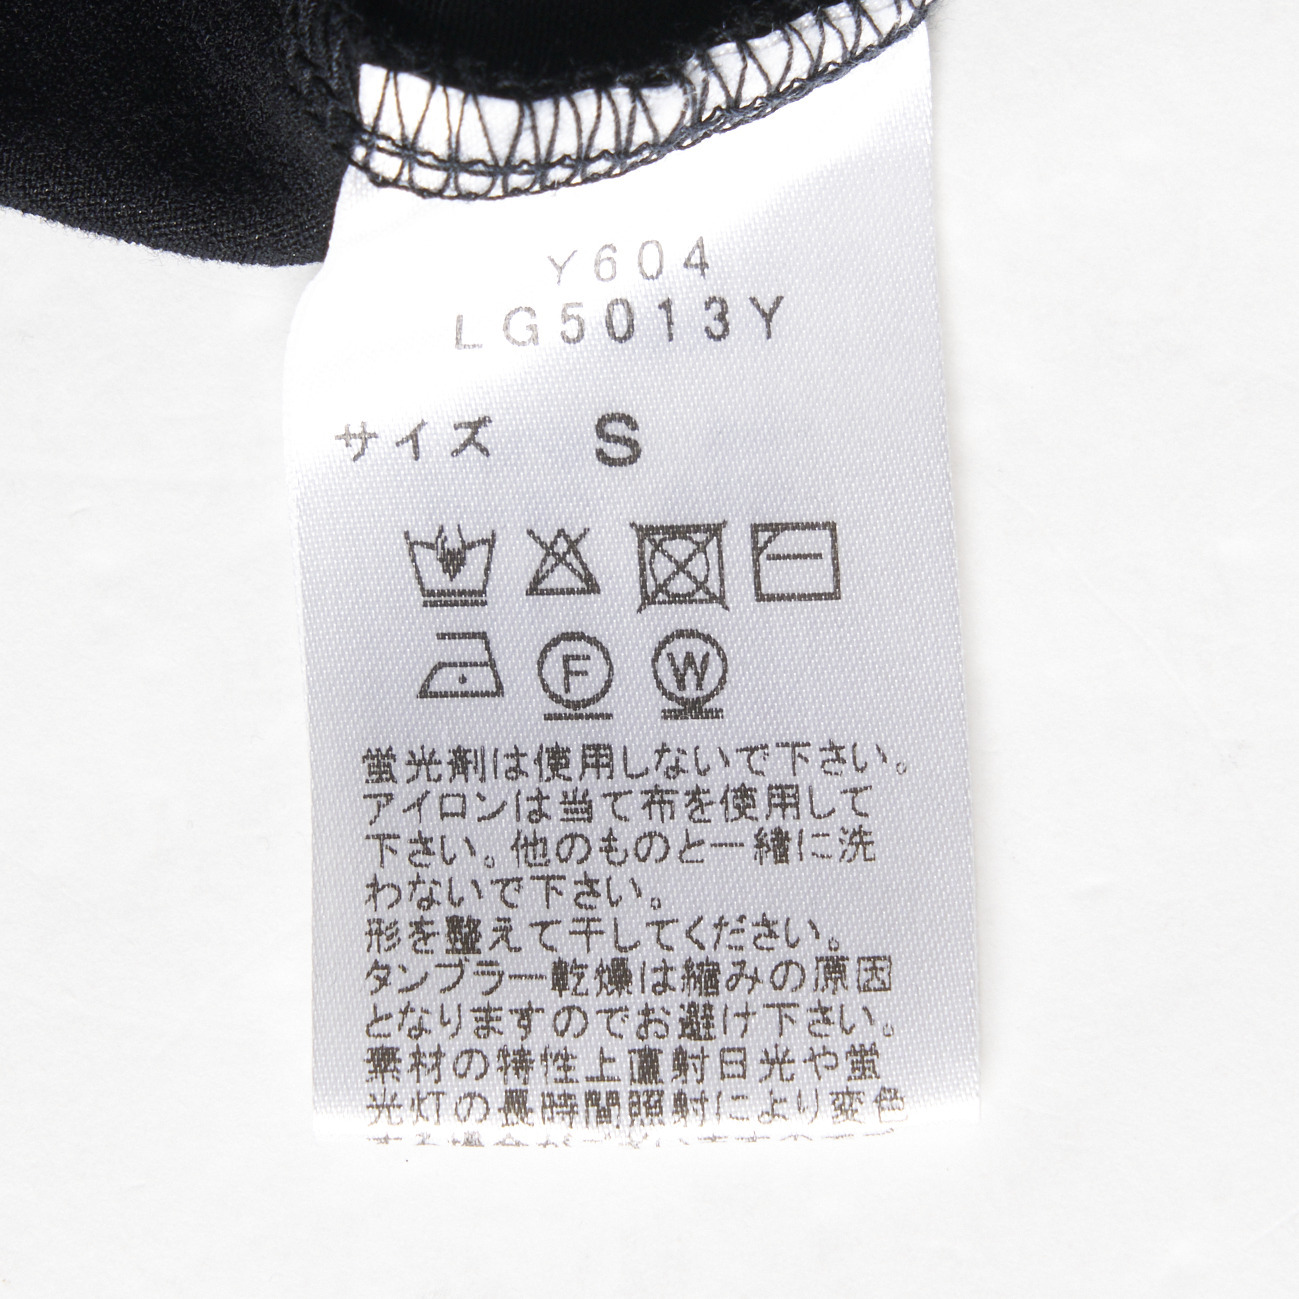 Y604
LG5013Y
サイズ S
F W
蛍光剤は使用しないで下さい。
アイロンは当て布を使用して
下さい。他のものと一緒に洗
わないで下さい。
形を整えて干してください。
タンブラー乾燥は縮みの原因
となりますのでお避け下さい。
素材の特性上直射日光や蛍
光灯の長時間照射により変色